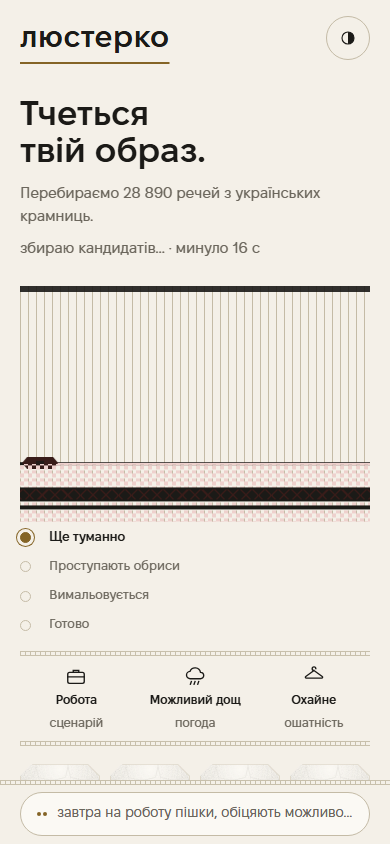 люстерко
Тчеться
твій образ.
Перебираємо 28 890 речей з українських
крамниць.
збираю кандидатів... · минуло 16 с
Ще туманно
Проступають обриси
Вимальовується
Готово
Робота
Можливий дощ
Охайне
сценарій
погода
ошатність
завтра на роботу пішки, обіцяють можливо...